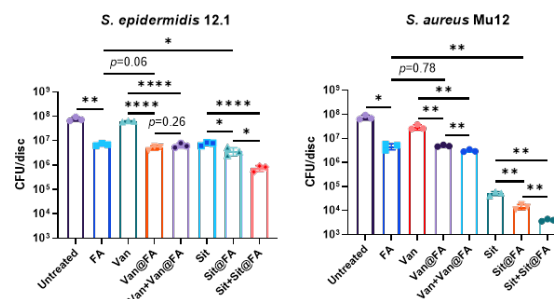 S. epidermidis 12.1
*
p=0.06
**
****
****
p=0.26
****
*
*
CFU/disc
10⁹
10⁸
10⁷
10⁶
10⁵
10⁴
10³
Untreated
FA
Van
Van@FA
Van+Van@FA
Sit
Sit@FA
Sit+Sit@FA
S. aureus Mu12
**
p=0.78
*
**
**
**
**
**
**
CFU/disc
10⁹
10⁸
10⁷
10⁶
10⁵
10⁴
10³
Untreated
FA
Van
Van@FA
Van+Van@FA
Sit
Sit@FA
Sit+Sit@FA